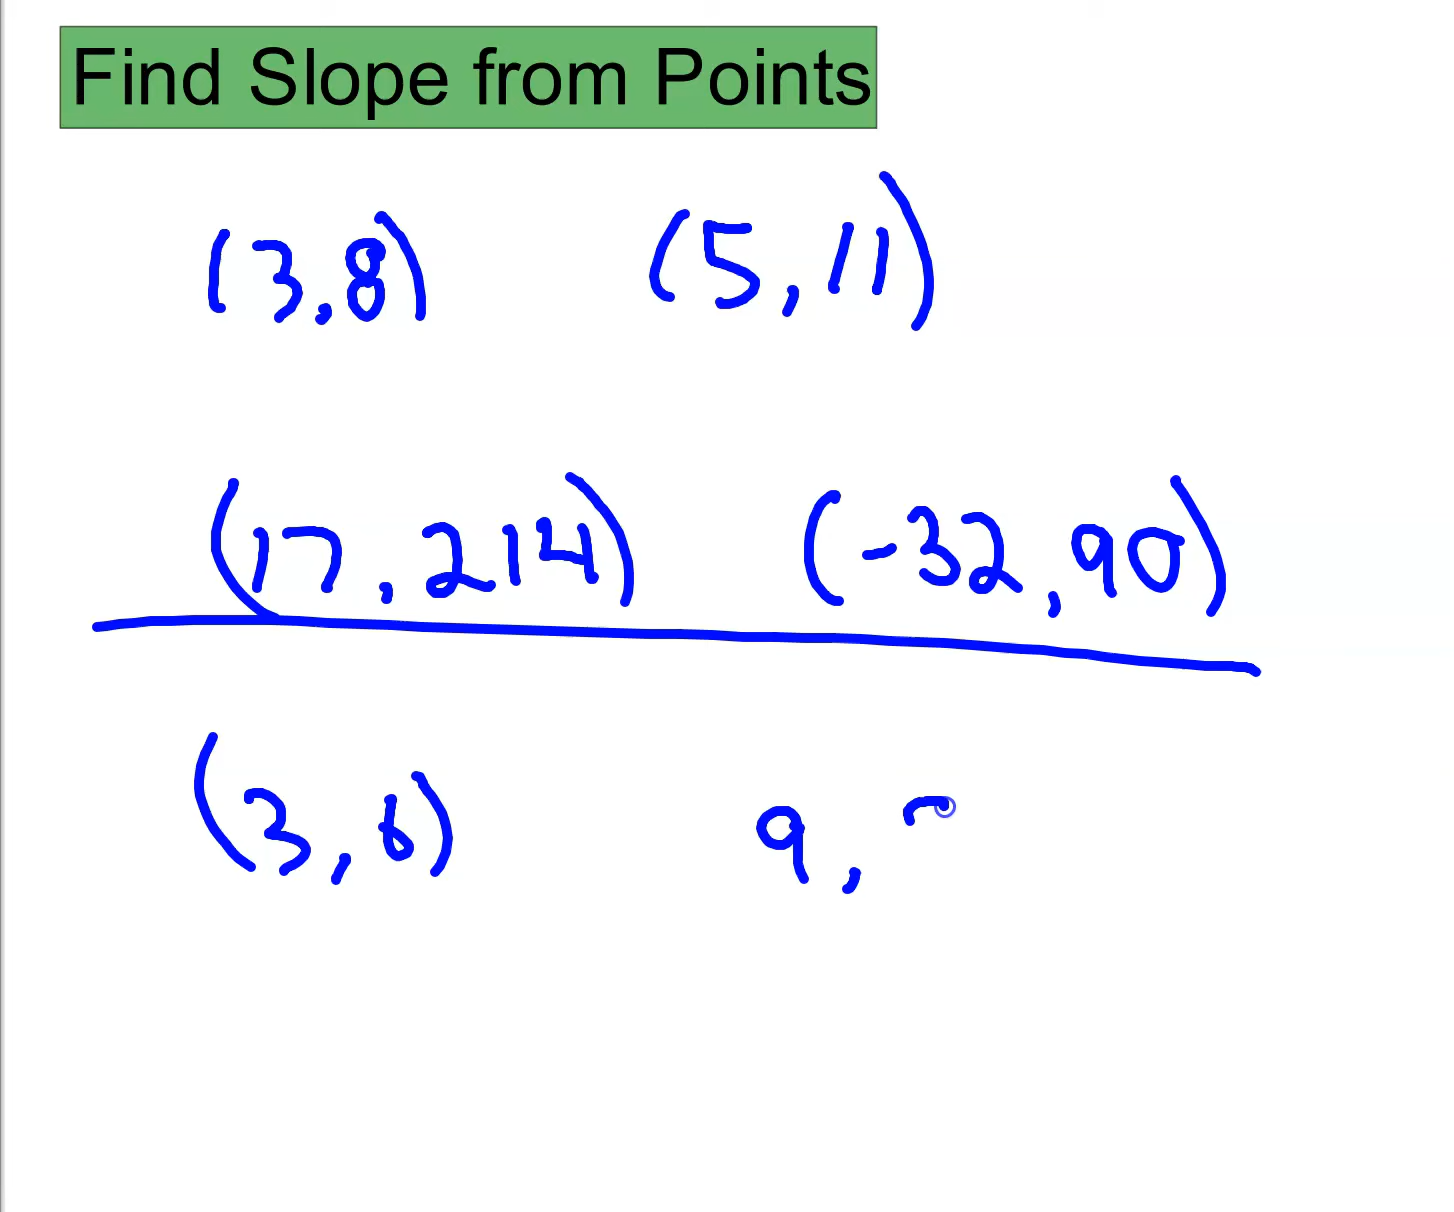 Find Slope from Points
(3,8) (5,11)
(17,214) (-32,90)
(3,6) 9,